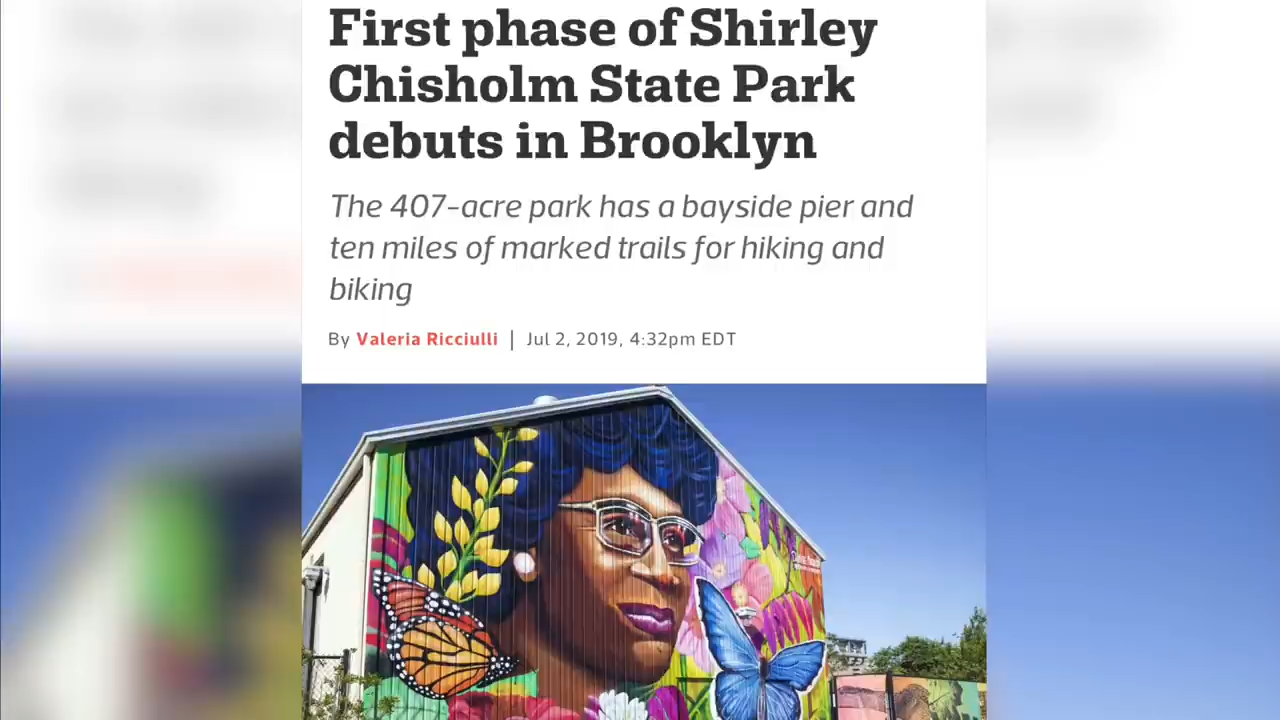 First phase of Shirley
Chisholm State Park
debuts in Brooklyn
The 407-acre park has a bayside pier and
ten miles of marked trails for hiking and
biking
By Valeria Ricciulli | Jul 2, 2019, 4:32pm EDT